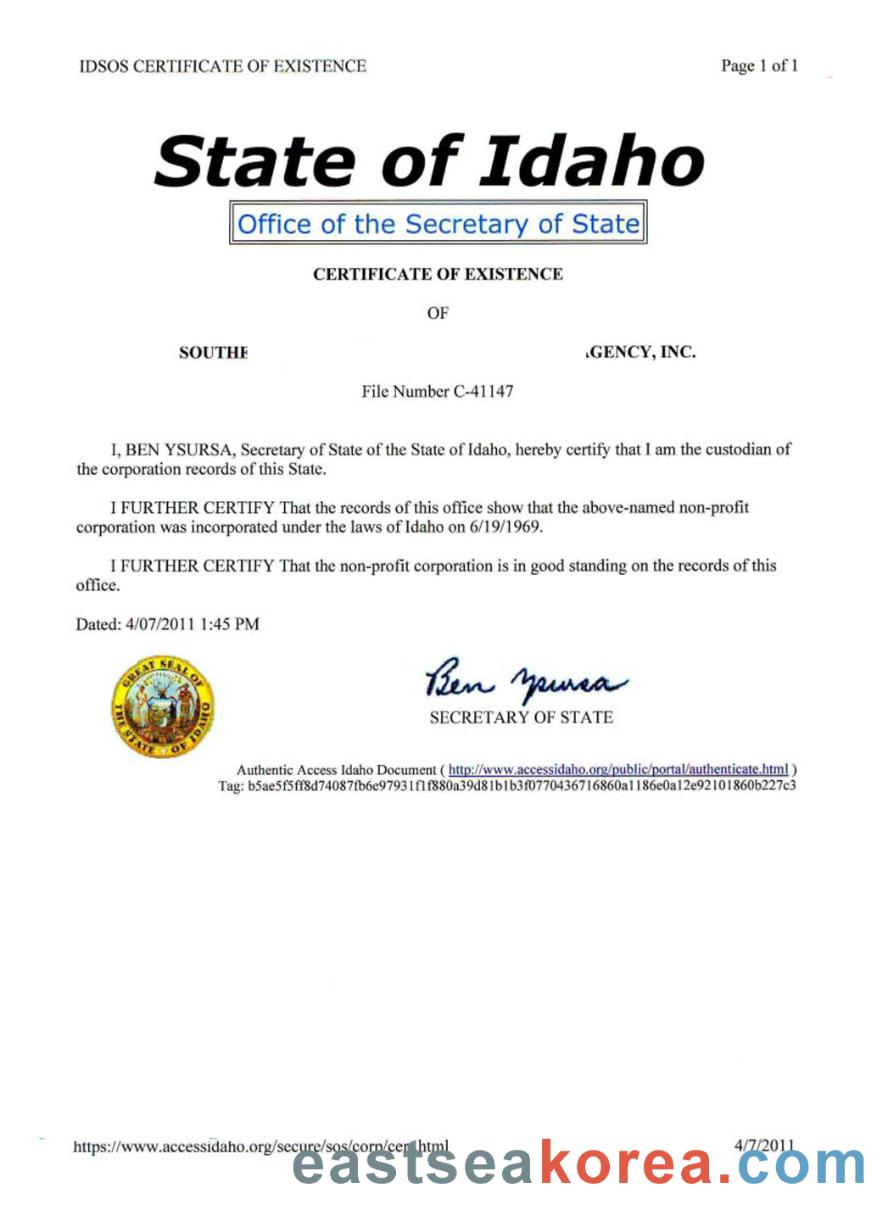 IDSOS CERTIFICATE OF EXISTENCE Page 1 of 1
State of Idaho
Office of the Secretary of State
CERTIFICATE OF EXISTENCE
OF
SOUTHE GENCY, INC.
File Number C-41147
I, BEN YSURSA, Secretary of State of the State of Idaho, hereby certify that I am the custodian of
the corporation records of this State.
I FURTHER CERTIFY That the records of this office show that the above-named non-profit
corporation was incorporated under the laws of Idaho on 6/19/1969.
I FURTHER CERTIFY That the non-profit corporation is in good standing on the records of this
office.
Dated: 4/07/2011 1:45 PM
GREAT SEAL OF
THE STATE OF IDAHO
Ben Ysursa
SECRETARY OF STATE
Authentic Access Idaho Document ( http://www.accessidaho.org/public/portal/authenticate.html )
Tag: b5ae5f5ff8d74087fb6e97931f1f880a39d81b1b3f0770436716860a1186e0a12e92101860b227c3
https://www.accessidaho.org/secure/sos/corp/cert.html 4/7/2011
eastseakorea.com